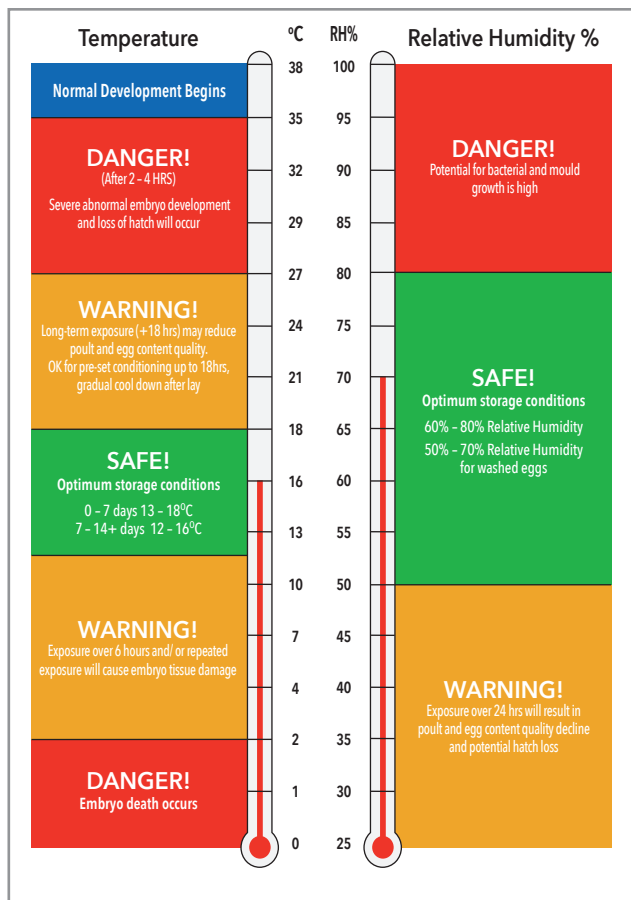 Temperature
ºC
RH%
Relative Humidity %
Normal Development Begins
DANGER!
(After 2 – 4 HRS)
Severe abnormal embryo development
and loss of hatch will occur
WARNING!
Long-term exposure (+18 hrs) may reduce
poult and egg content quality.
OK for pre-set conditioning up to 18hrs,
gradual cool down after lay
SAFE!
Optimum storage conditions
0 – 7 days 13 – 18ºC
7 – 14+ days 12 – 16ºC
WARNING!
Exposure over 6 hours and/ or repeated
exposure will cause embryo tissue damage
DANGER!
Embryo death occurs
38
35
32
29
27
24
21
18
16
13
10
7
4
2
1
0
100
95
90
85
80
75
70
65
60
55
50
45
40
35
30
25
DANGER!
Potential for bacterial and mould
growth is high
SAFE!
Optimum storage conditions
60% – 80% Relative Humidity
50% – 70% Relative Humidity
for washed eggs
WARNING!
Exposure over 24 hrs will result in
poult and egg content quality decline
and potential hatch loss